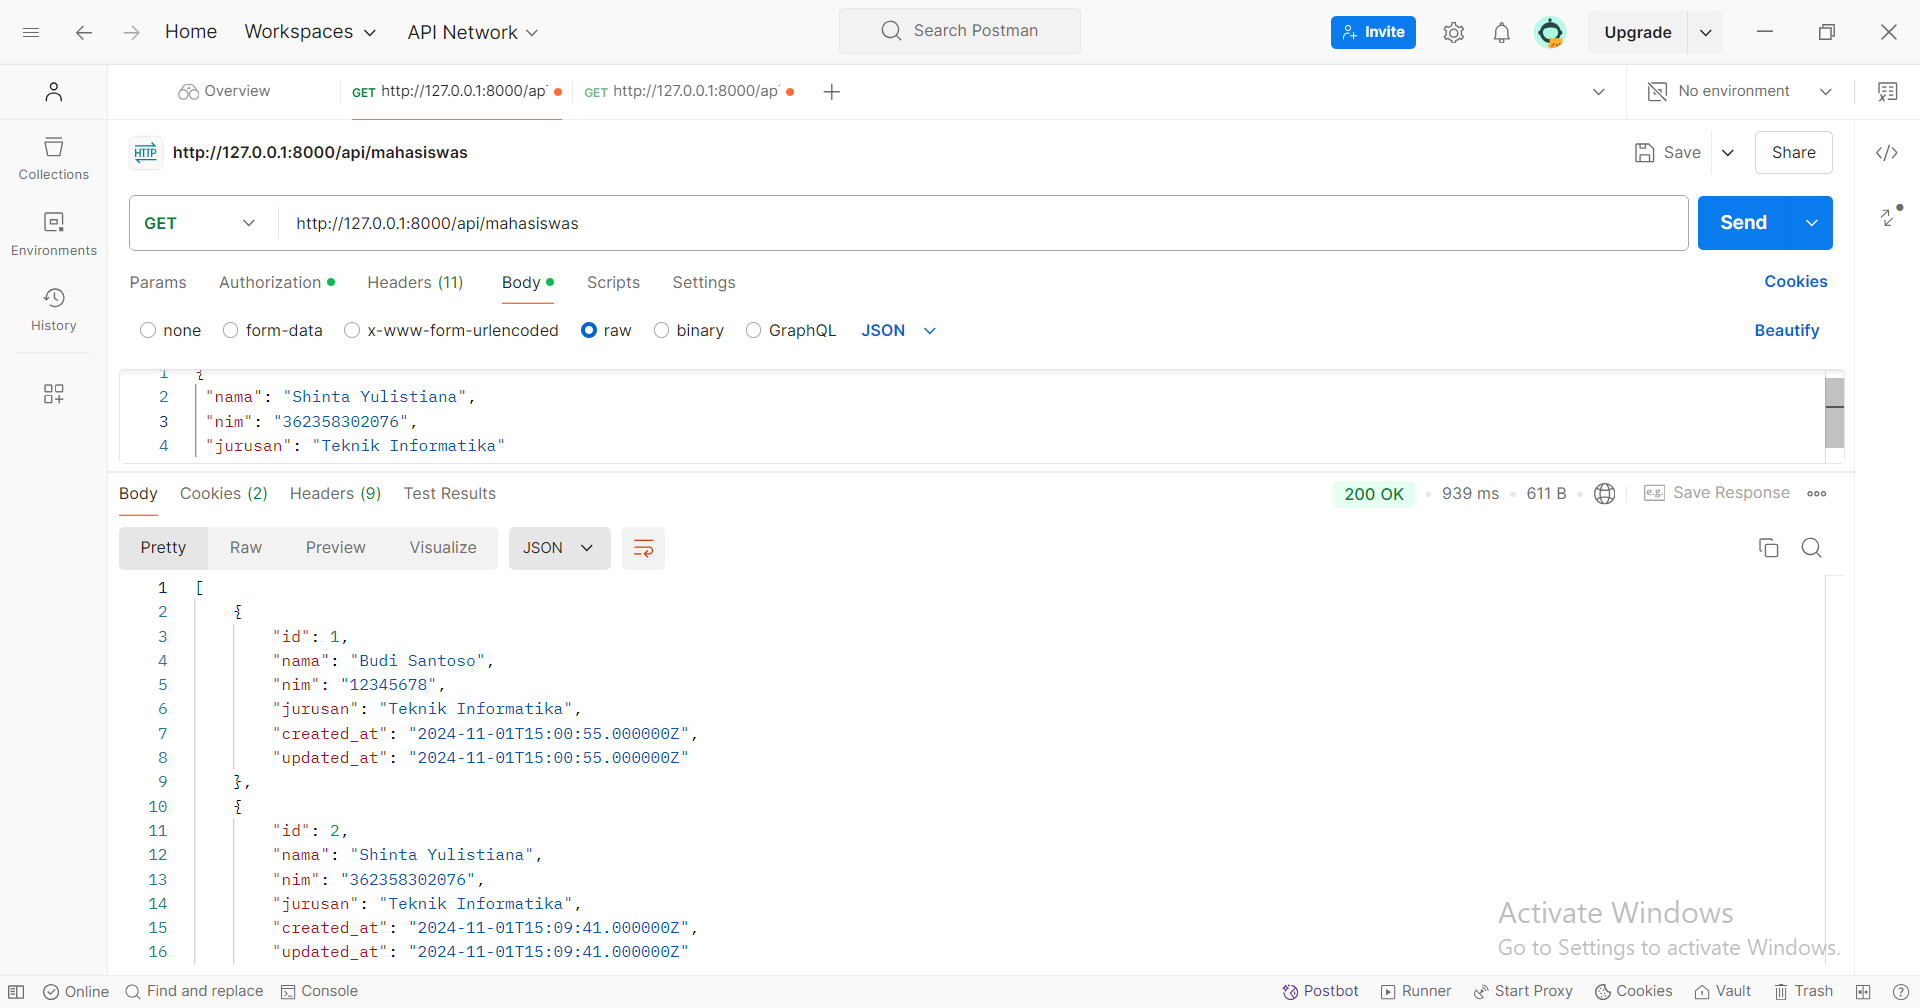 Home Workspaces API Network Search Postman Invite Upgrade
Overview GET http://127.0.0.1:8000/ap GET http://127.0.0.1:8000/ap No environment
HTTP http://127.0.0.1:8000/api/mahasiswas Save Share
Collections
GET http://127.0.0.1:8000/api/mahasiswas Send
Environments
Params Authorization Headers (11) Body Scripts Settings Cookies
History
none form-data x-www-form-urlencoded raw binary GraphQL JSON Beautify
1 {
2 "nama": "Shinta Yulistiana",
3 "nim": "362358302076",
4 "jurusan": "Teknik Informatika"
Body Cookies (2) Headers (9) Test Results 200 OK 939 ms 611 B e.g. Save Response
Pretty Raw Preview Visualize JSON
1 [
2 {
3 "id": 1,
4 "nama": "Budi Santoso",
5 "nim": "12345678",
6 "jurusan": "Teknik Informatika",
7 "created_at": "2024-11-01T15:00:55.000000Z",
8 "updated_at": "2024-11-01T15:00:55.000000Z"
9 },
10 {
11 "id": 2,
12 "nama": "Shinta Yulistiana",
13 "nim": "362358302076",
14 "jurusan": "Teknik Informatika",
15 "created_at": "2024-11-01T15:09:41.000000Z",
16 "updated_at": "2024-11-01T15:09:41.000000Z"
Activate Windows
Go to Settings to activate Windows.
Online Find and replace Console Postbot Runner Start Proxy Cookies Vault Trash